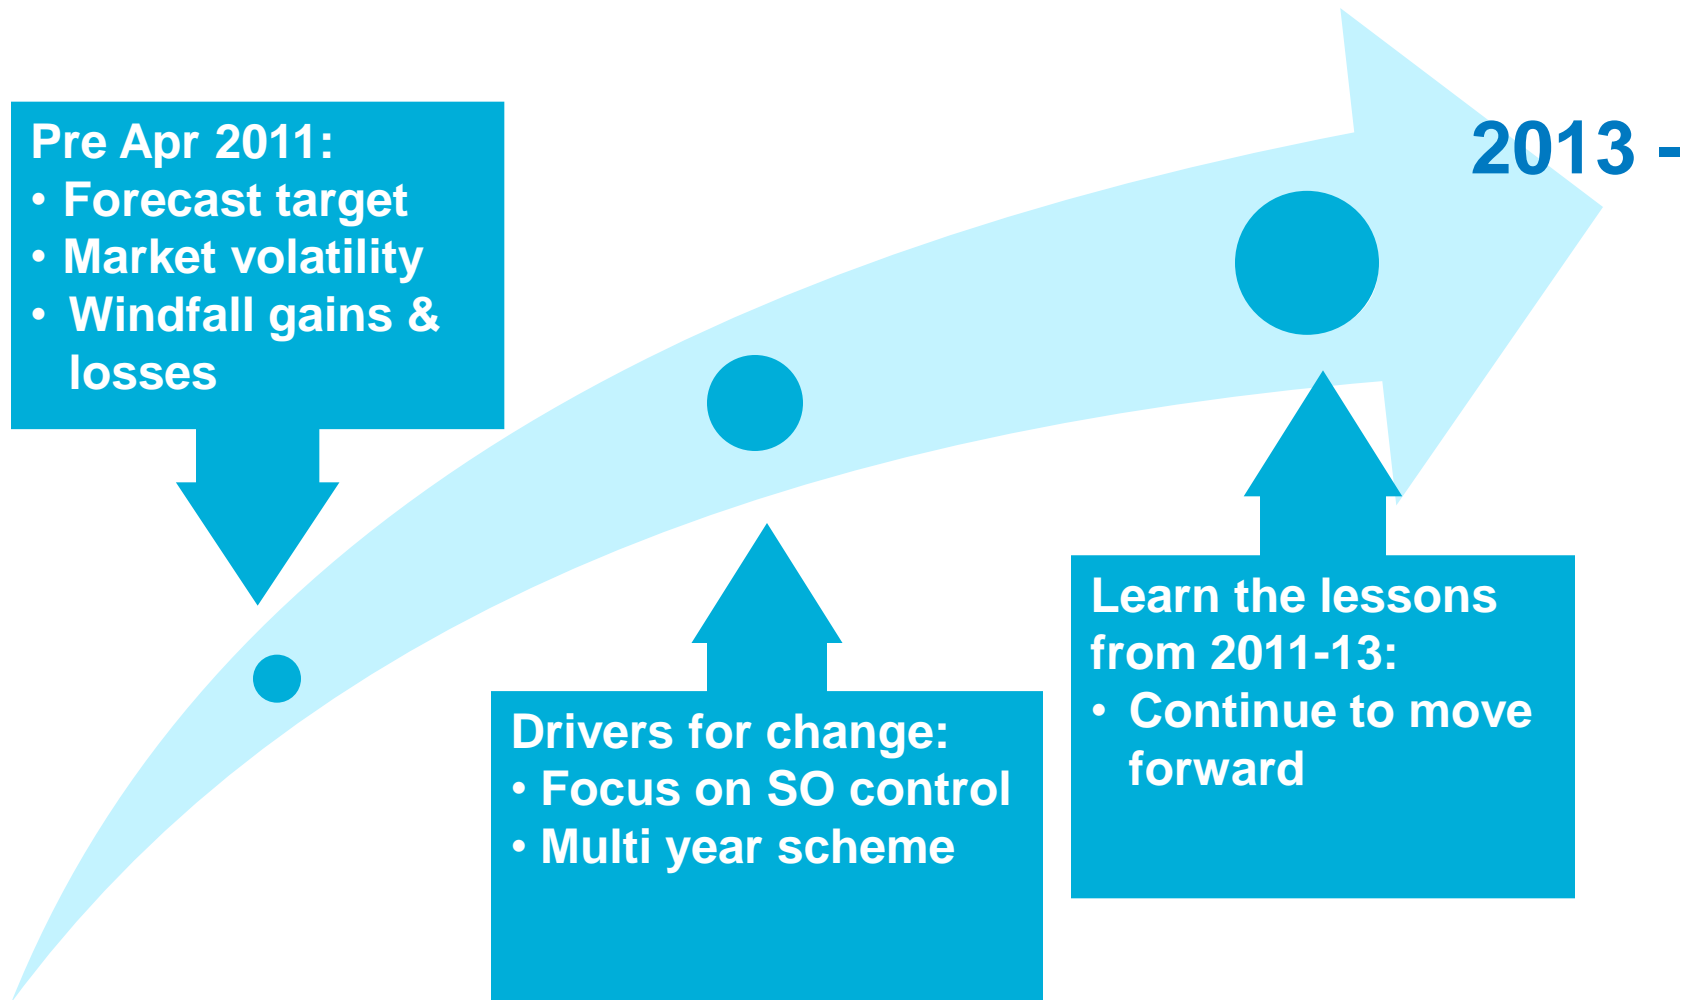 Pre Apr 2011:
• Forecast target
• Market volatility
• Windfall gains &
losses
2013 -
Drivers for change:
• Focus on SO control
• Multi year scheme
Learn the lessons
from 2011-13:
• Continue to move
forward